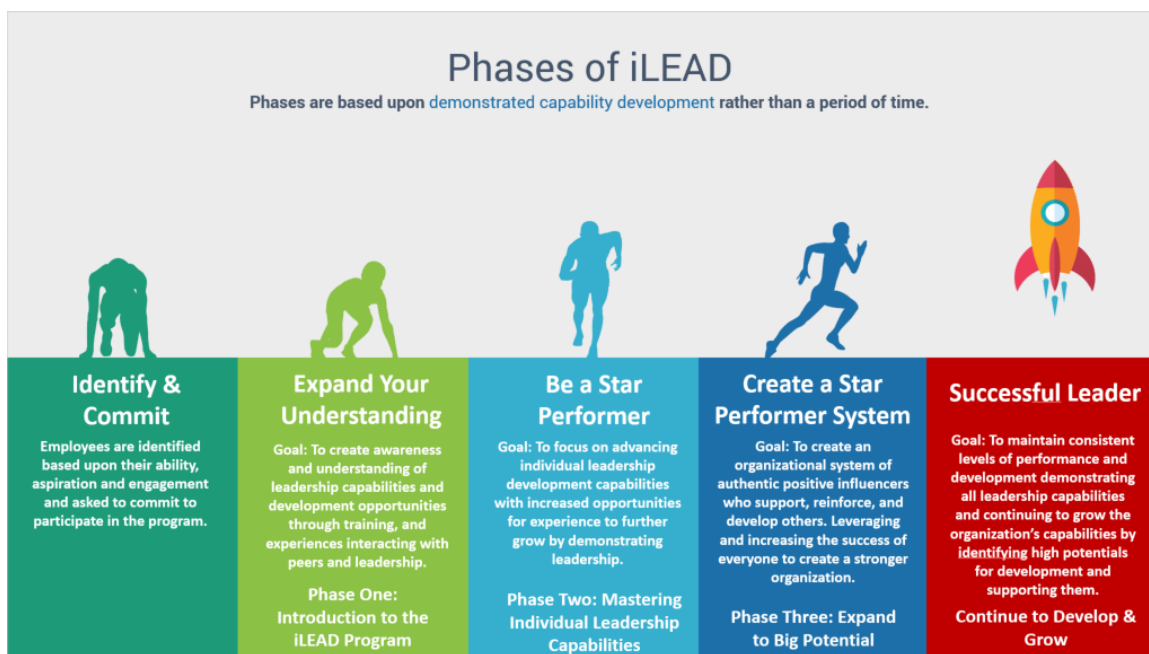 Phases of iLEAD
Phases are based upon demonstrated capability development rather than a period of time.
Identify &
Commit
Employees are identified
based upon their ability,
aspiration and engagement
and asked to commit to
participate in the program.
Expand Your
Understanding
Goal: To create awareness
and understanding of
leadership capabilities and
development opportunities
through training, and
experiences interacting with
peers and leadership.
Phase One:
Introduction to the
iLEAD Program
Be a Star
Performer
Goal: To focus on advancing
individual leadership
development capabilities
with increased opportunities
for experience to further
grow by demonstrating
leadership.
Phase Two: Mastering
Individual Leadership
Capabilities
Create a Star
Performer System
Goal: To create an
organizational system of
authentic positive influencers
who support, reinforce, and
develop others. Leveraging
and increasing the success of
everyone to create a stronger
organization.
Phase Three: Expand
to Big Potential
Successful Leader
Goal: To maintain consistent
levels of performance and
development demonstrating
all leadership capabilities
and continuing to grow the
organization's capabilities by
identifying high potentials
for development and
supporting them.
Continue to Develop &
Grow